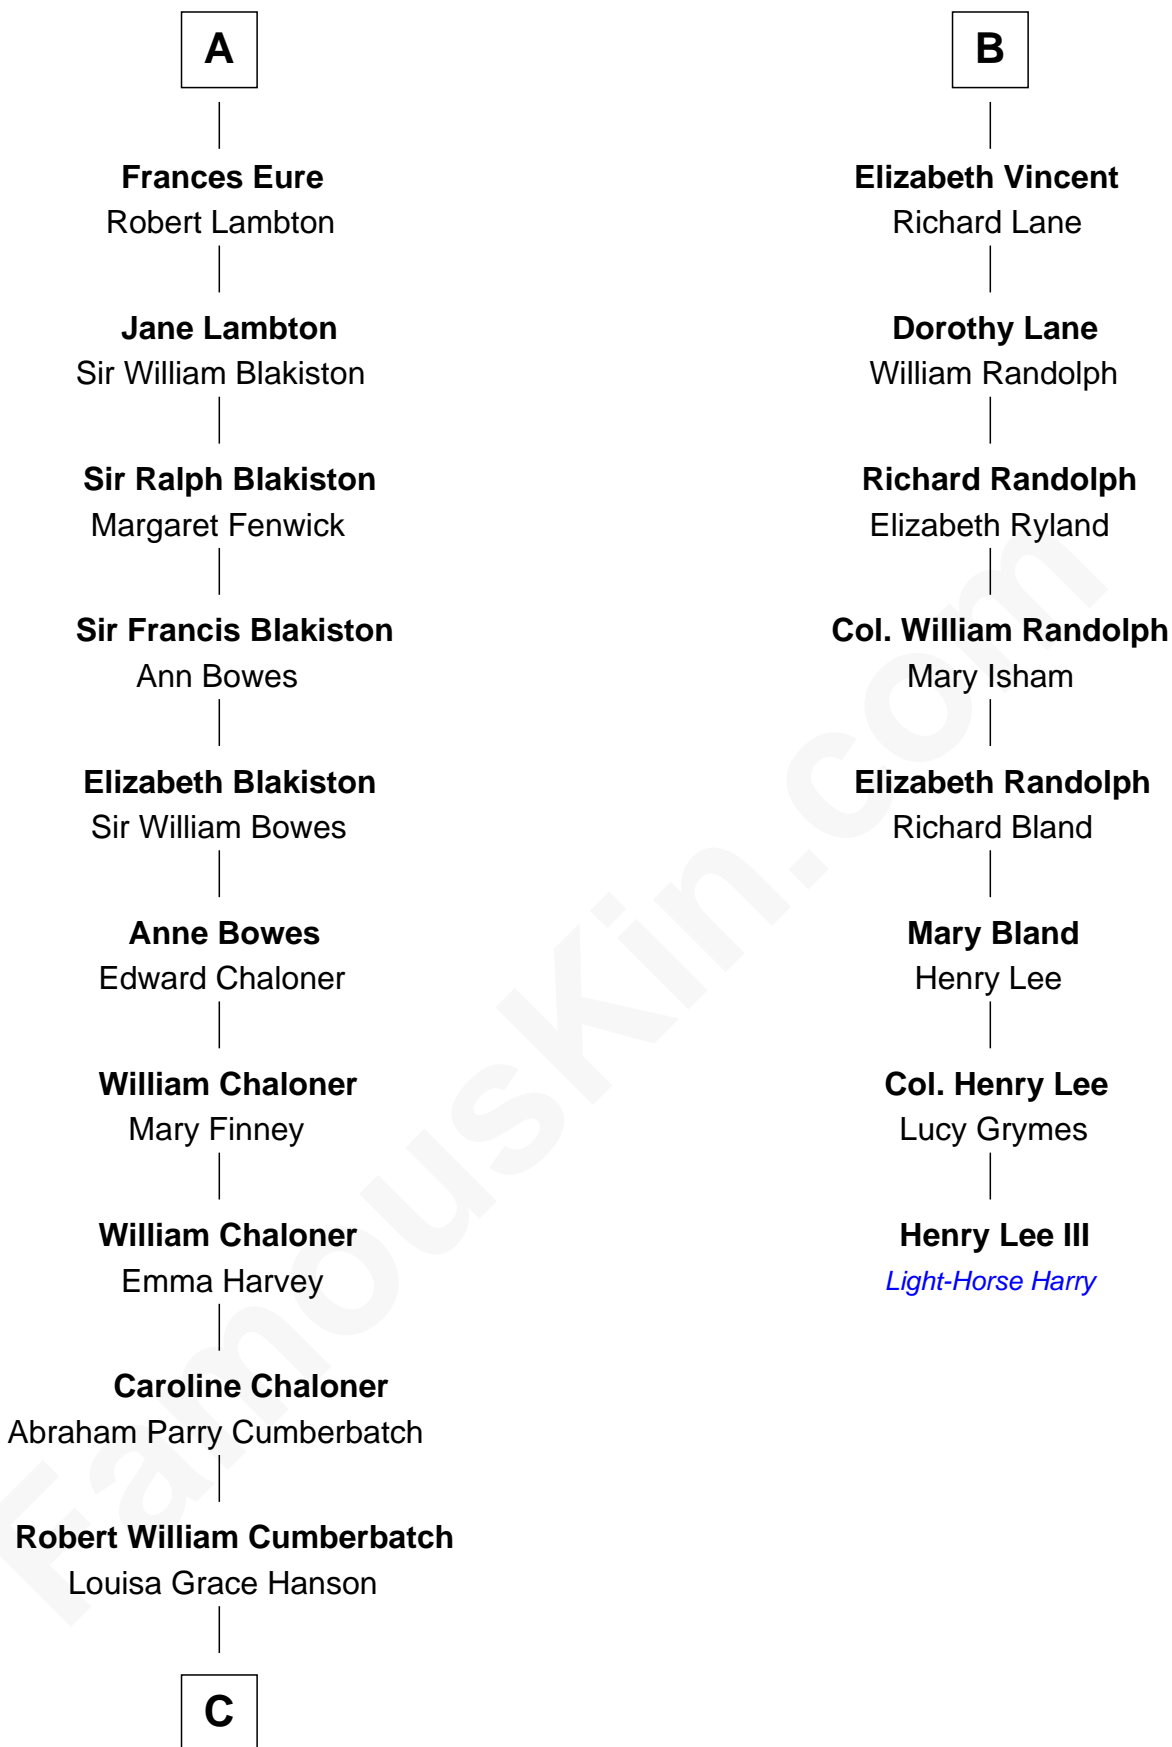 A
Frances Eure
Robert Lambton
Jane Lambton
Sir William Blakiston
Sir Ralph Blakiston
Margaret Fenwick
Sir Francis Blakiston
Ann Bowes
Elizabeth Blakiston
Sir William Bowes
Anne Bowes
Edward Chaloner
William Chaloner
Mary Finney
William Chaloner
Emma Harvey
Caroline Chaloner
Abraham Parry Cumberbatch
Robert William Cumberbatch
Louisa Grace Hanson
C
B
Elizabeth Vincent
Richard Lane
Dorothy Lane
William Randolph
Richard Randolph
Elizabeth Ryland
Col. William Randolph
Mary Isham
Elizabeth Randolph
Richard Bland
Mary Bland
Henry Lee
Col. Henry Lee
Lucy Grymes
Henry Lee III
Light-Horse Harry
FamousKin.com